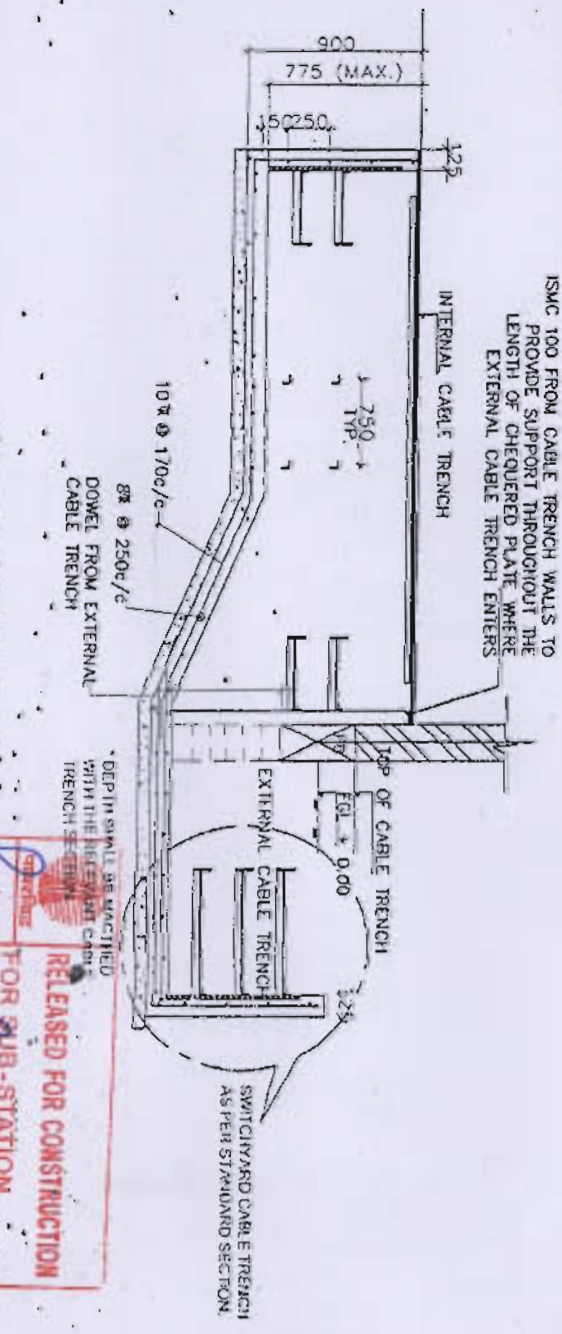 ISMC 100 FROM CABLE TRENCH WALLS TO
PROVIDE SUPPORT THROUGHOUT THE
LENGTH OF CHEQUERED PLATE WHERE
EXTERNAL CABLE TRENCH ENTERS
900
775 (MAX.)
150
250
125
INTERNAL CABLE TRENCH
750
TYP.
10 @ 170c/c
8 @ 250c/c
DOWEL FROM EXTERNAL
CABLE TRENCH
TOP OF CABLE TRENCH
FGL ± 0.00
EXTERNAL CABLE TRENCH
125
DEPTH SHALL BE MACTHED
WITH THE RELEVANT CABLE
TRENCH SECTION
SWITCHYARD CABLE TRENCH
AS PER STANDARD SECTION.
RELEASED FOR CONSTRUCTION
FOR SUB-STATION